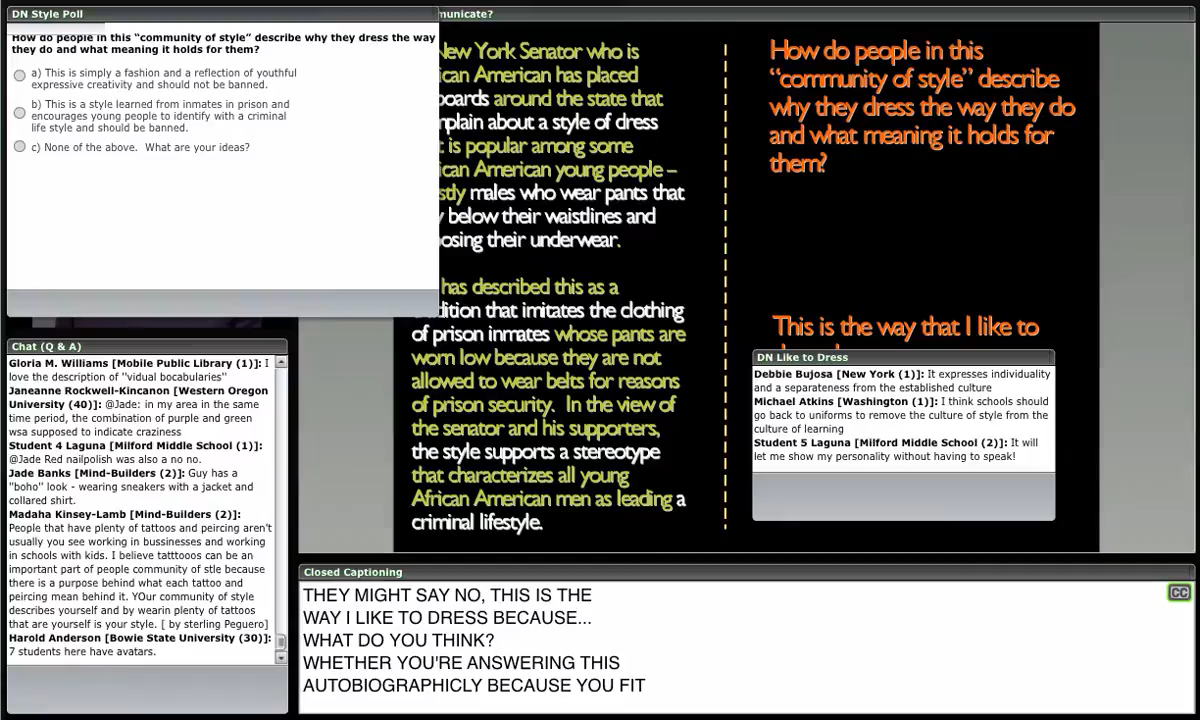 DN Style Poll
How do people in this “community of style” describe why they dress the way
they do and what meaning it holds for them?
a) This is simply a fashion and a reflection of youthful
expressive creativity and should not be banned.
b) This is a style learned from inmates in prison and
encourages young people to identify with a criminal
life style and should be banned.
c) None of the above. What are your ideas?
municate?
New York Senator who is
ican American has placed
boards around the state that
mplain about a style of dress
is popular among some
ican American young people –
stly males who wear pants that
below their waistlines and
osing their underwear.
has described this as a
dition that imitates the clothing
of prison inmates whose pants are
worn low because they are not
allowed to wear belts for reasons
of prison security. In the view of
the senator and his supporters,
the style supports a stereotype
that characterizes all young
African American men as leading a
criminal lifestyle.
How do people in this
“community of style” describe
why they dress the way they do
and what meaning it holds for
them?
This is the way that I like to
DN Like to Dress
Debbie Bujosa [New York (1)]: It expresses individuality
and a separateness from the established culture
Michael Atkins [Washington (1)]: I think schools should
go back to uniforms to remove the culture of style from the
culture of learning
Student 5 Laguna [Milford Middle School (2)]: It will
let me show my personality without having to speak!
Chat (Q & A)
Gloria M. Williams [Mobile Public Library (1)]: I
love the description of "vidual bocabularies"
Janeanne Rockwell-Kincanon [Western Oregon
University (40)]: @Jade: in my area in the same
time period, the combination of purple and green
wsa supposed to indicate craziness
Student 4 Laguna [Milford Middle School (1)]:
@Jade Red nailpolish was also a no no.
Jade Banks [Mind-Builders (2)]: Guy has a
"boho" look - wearing sneakers with a jacket and
collared shirt.
Madaha Kinsey-Lamb [Mind-Builders (2)]:
People that have plenty of tattoos and peircing aren't
usually you see working in bussinesses and working
in schools with kids. I believe tatttooos can be an
important part of people community of stle because
there is a purpose behind what each tattoo and
peircing mean behind it. YOur community of style
describes yourself and by wearin plenty of tattoos
that are yourself is your style. [ by sterling Peguero]
Harold Anderson [Bowie State University (30)]:
7 students here have avatars.
Closed Captioning
THEY MIGHT SAY NO, THIS IS THE
WAY I LIKE TO DRESS BECAUSE...
WHAT DO YOU THINK?
WHETHER YOU'RE ANSWERING THIS
AUTOBIOGRAPHICLY BECAUSE YOU FIT
CC